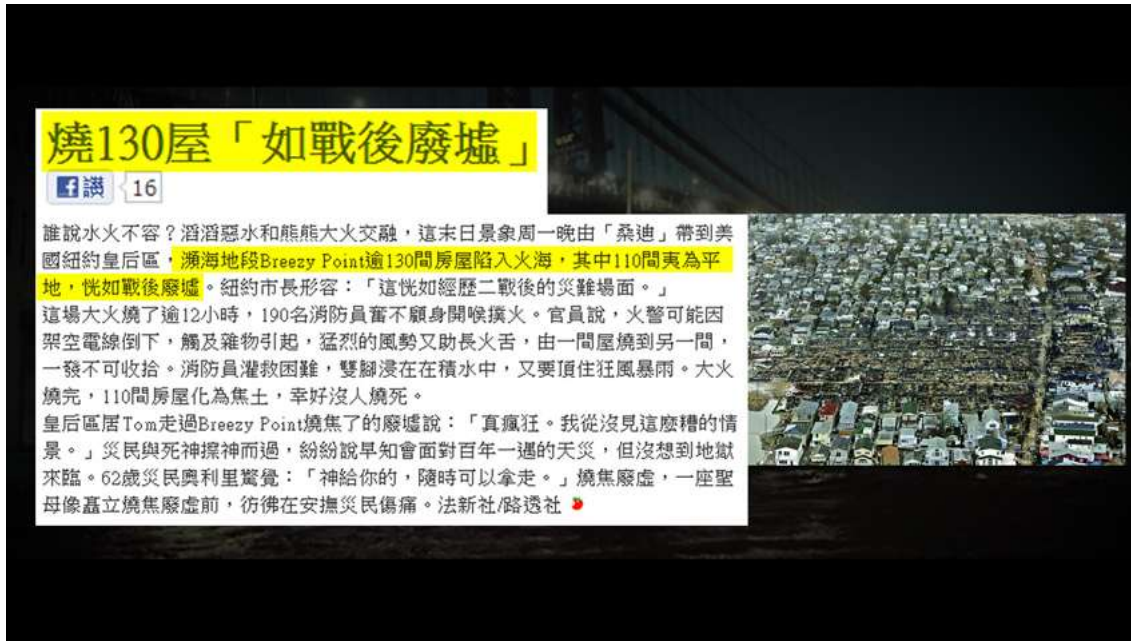 燒130屋「如戰後廢墟」
讚 16
誰說水火不容？滔滔惡水和熊熊大火交融，這末日景象周一晚由「桑迪」帶到美
國紐約皇后區，瀕海地段Breezy Point逾130間房屋陷入火海，其中110間夷為平
地，恍如戰後廢墟。紐約市長形容：「這恍如經歷二戰後的災難場面。」
這場大火燒了逾12小時，190名消防員奮不顧身開喉撲火。官員說，火警可能因
架空電線倒下，觸及雜物引起，猛烈的風勢又助長火舌，由一間屋燒到另一間，
一發不可收拾。消防員灌救困難，雙腳浸在在積水中，又要頂住狂風暴雨。大火
燒完，110間房屋化為焦土，幸好沒人燒死。
皇后區居Tom走過Breezy Point燒焦了的廢墟說：「真瘋狂。我從沒見這麼糟的情
景。」災民與死神擦神而過，紛紛說早知會面對百年一遇的天災，但沒想到地獄
來臨。62歲災民奧利里驚覺：「神給你的，隨時可以拿走。」燒焦廢虛，一座聖
母像矗立燒焦廢虛前，彷彿在安撫災民傷痛。法新社/路透社